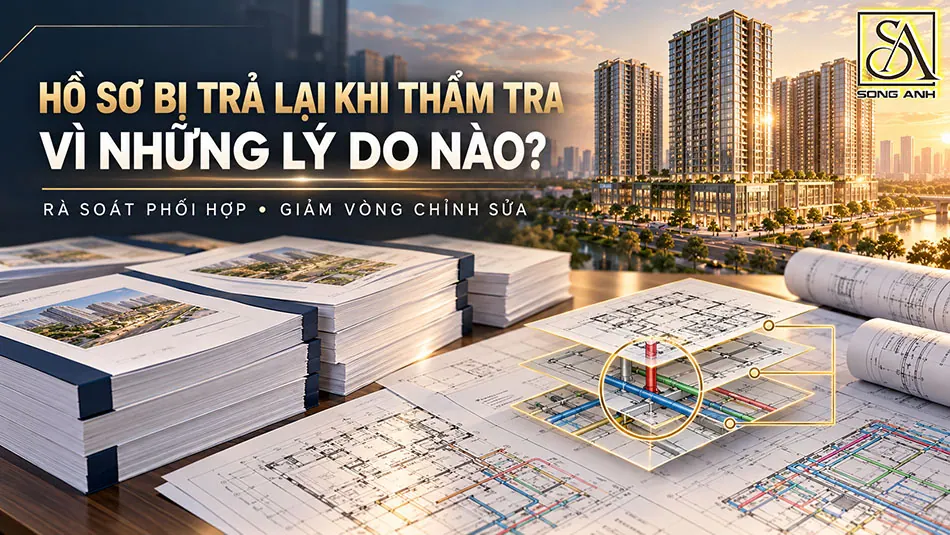 HỒ SƠ BỊ TRẢ LẠI KHI THẨM TRA
VÌ NHỮNG LÝ DO NÀO?
RÀ SOÁT PHỐI HỢP • GIẢM VÒNG CHỈNH SỬA
SA
SONG ANH